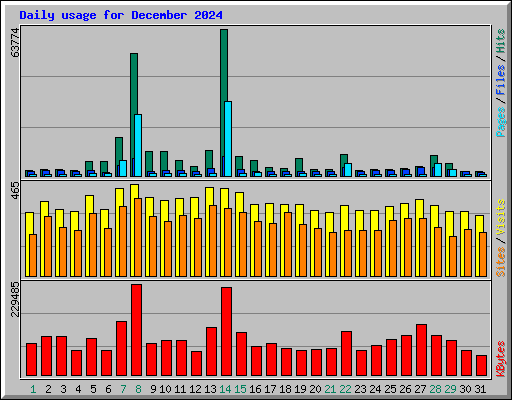 Daily usage for December 2024
63774
Pages / Files / Hits
465
Sites / Visits
229485
KBytes
1 2 3 4 5 6 7 8 9 10 11 12 13 14 15 16 17 18 19 20 21 22 23 24 25 26 27 28 29 30 31